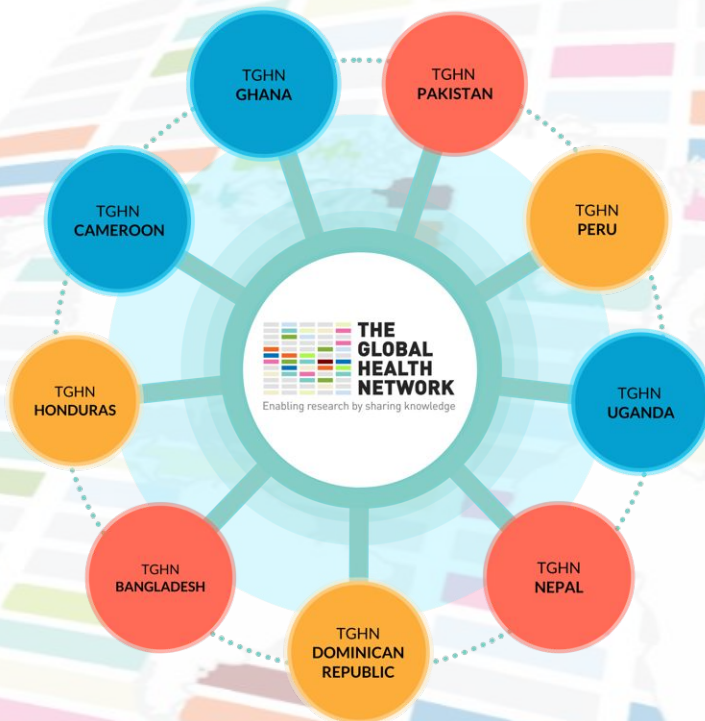 TGHN
GHANA
TGHN
PAKISTAN
TGHN
CAMEROON
TGHN
PERU
THE
GLOBAL
HEALTH
NETWORK
Enabling research by sharing knowledge
TGHN
HONDURAS
TGHN
UGANDA
TGHN
BANGLADESH
TGHN
NEPAL
TGHN
DOMINICAN
REPUBLIC